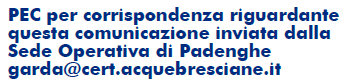 PEC per corrispondenza riguardante
questa comunicazione inviata dalla
Sede Operativa di Padenghe
garda@cert.acquebresciane.it